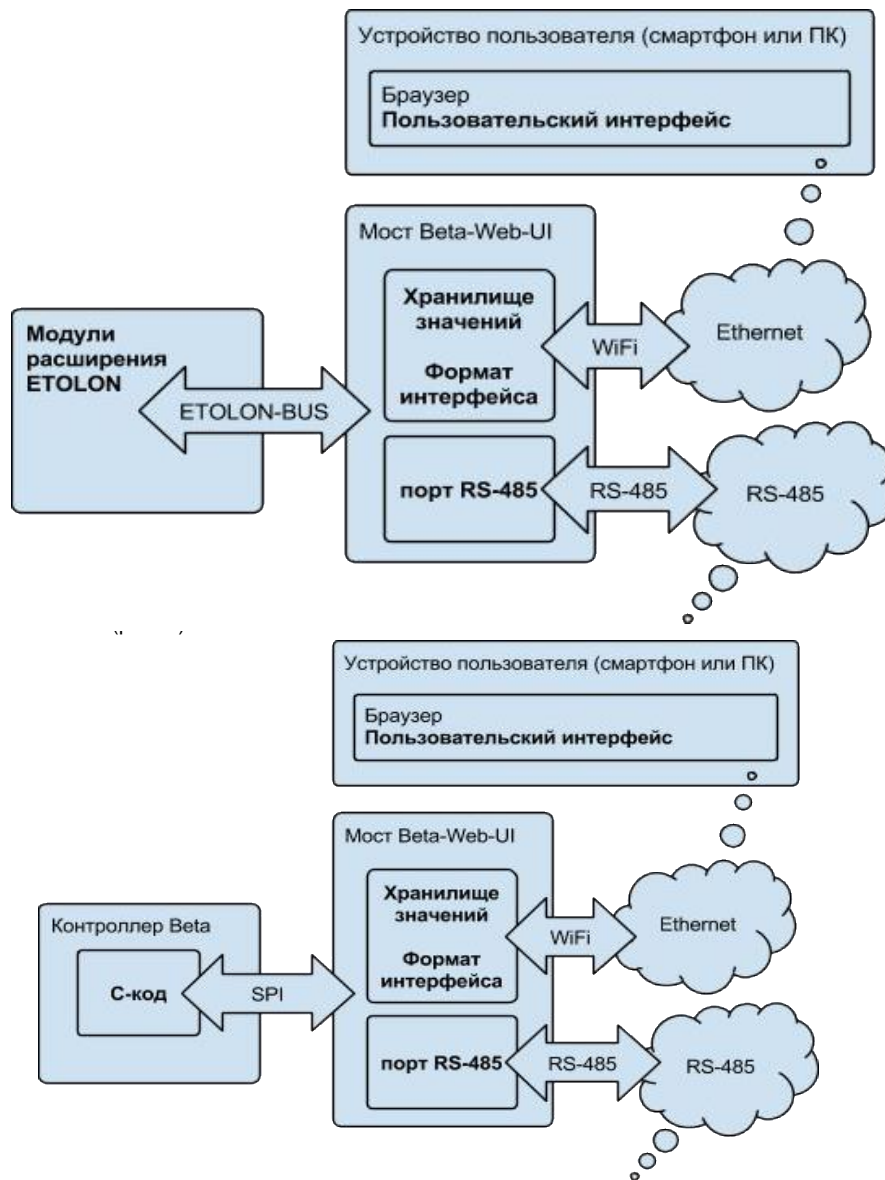 Устройство пользователя (смартфон или ПК)
Браузер
Пользовательский интерфейс
Мост Beta-Web-UI
Хранилище
значений
Формат
интерфейса
WiFi
Ethernet
Модули
расширения
ETOLON
ETOLON-BUS
порт RS-485
RS-485
RS-485
Устройство пользователя (смартфон или ПК)
Браузер
Пользовательский интерфейс
Мост Beta-Web-UI
Хранилище
значений
Формат
интерфейса
WiFi
Ethernet
Контроллер Beta
С-код
SPI
порт RS-485
RS-485
RS-485